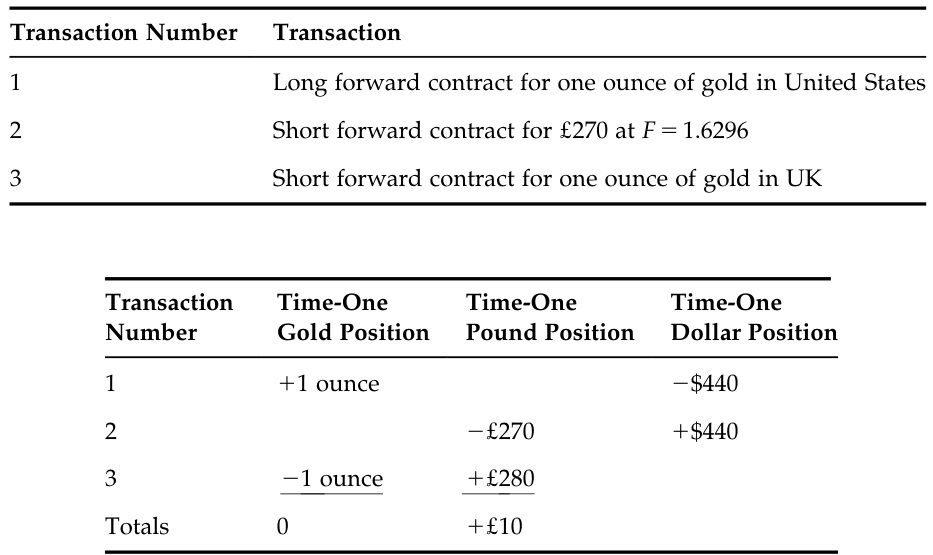 Transaction Number Transaction
1 Long forward contract for one ounce of gold in United States
2 Short forward contract for £270 at F = 1.6296
3 Short forward contract for one ounce of gold in UK
Transaction Number Time-One Gold Position Time-One Pound Position Time-One Dollar Position
1 +1 ounce −$440
2 −£270 +$440
3 −1 ounce +£280
Totals 0 +£10